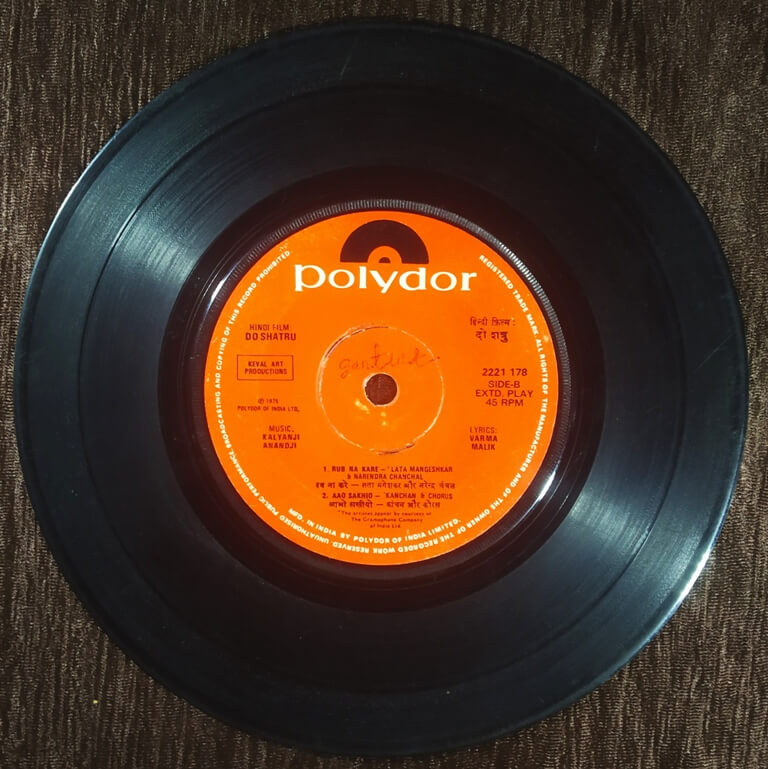 polydor
HINDI FILM:
DO SHATRU
KEVAL ART
PRODUCTIONS
POLYDOR OF INDIA LTD.
MUSIC:
KALYANJI
ANANDJI
हिन्दी फ़िल्म :
दो शत्रु
2221 178
SIDE-B
EXTD. PLAY
45 RPM
LYRICS:
VARMA
MALIK
1. RUB NA KARE – *LATA MANGESHKAR
& NARENDRA CHANCHAL
रब ना करे — लता मंगेशकर और नरेन्द्र चंचल
2. AAO SAKHIO – *KANCHAN & CHORUS
आओ सखीयो — कांचन और कोरस
*The artistes appear by courtesy of
The Gramophone Company
of India Ltd.
REGISTERED TRADE MARK. ALL RIGHTS OF THE MANUFACTURER AND OF THE OWNER OF THE RECORDED WORK RESERVED. UNAUTHORISED PUBLIC PERFORMANCE, BROADCASTING AND COPYING OF THIS RECORD PROHIBITED
MFD. IN INDIA BY POLYDOR OF INDIA LIMITED.